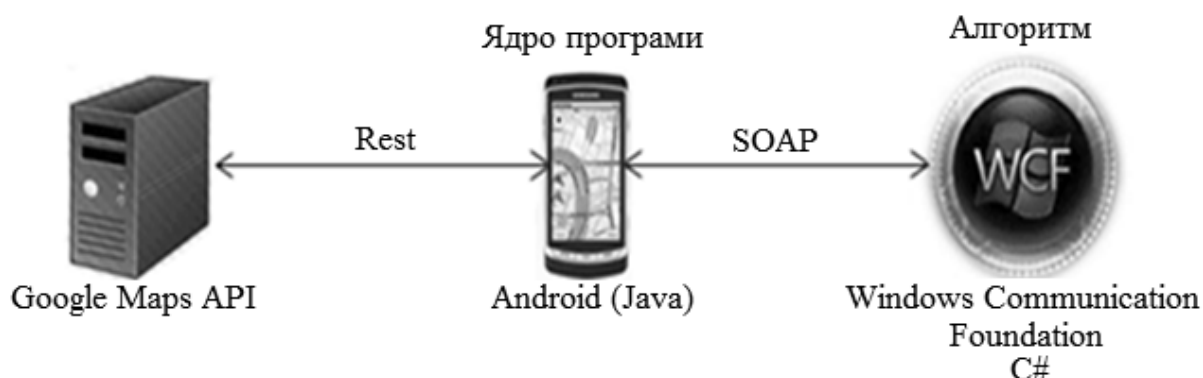 Ядро програми
Алгоритм
Rest
SOAP
WCF
Google Maps API
Android (Java)
Windows Communication
Foundation
C#